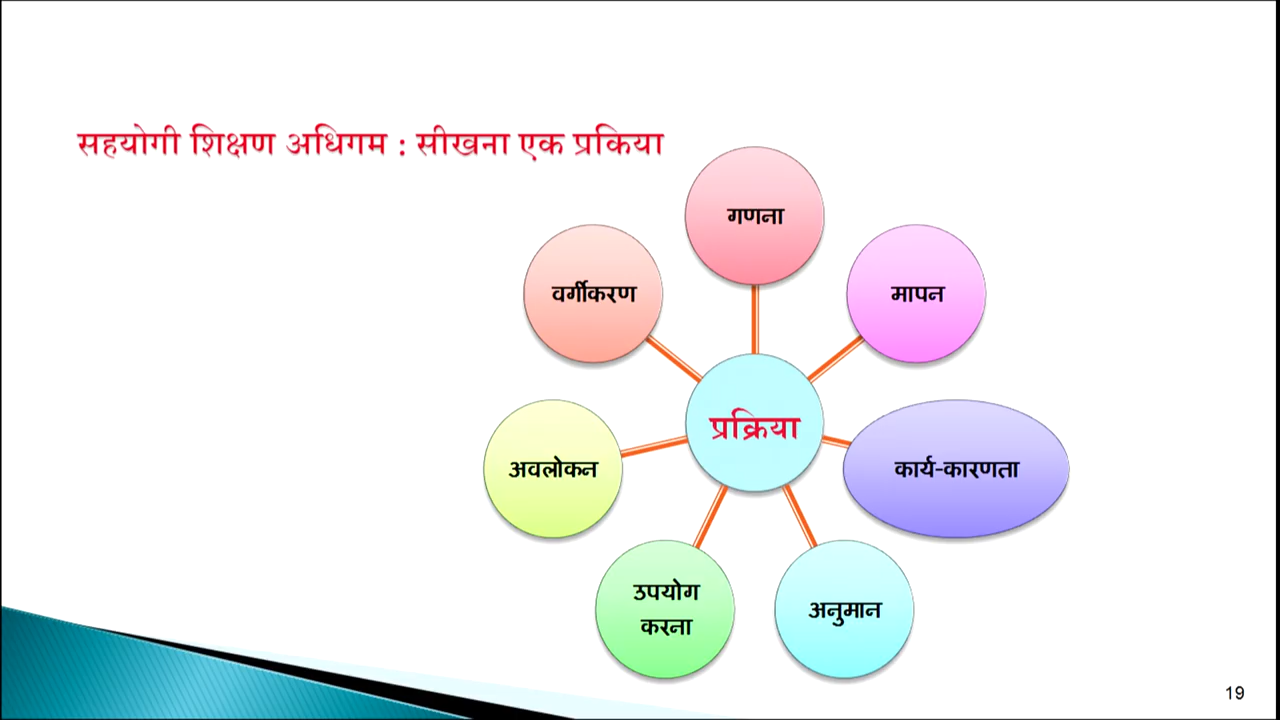 सहयोगी शिक्षण अधिगम : सीखना एक प्रकिया
गणना
वर्गीकरण
मापन
प्रक्रिया
अवलोकन
कार्य-कारणता
उपयोग
करना
अनुमान
19